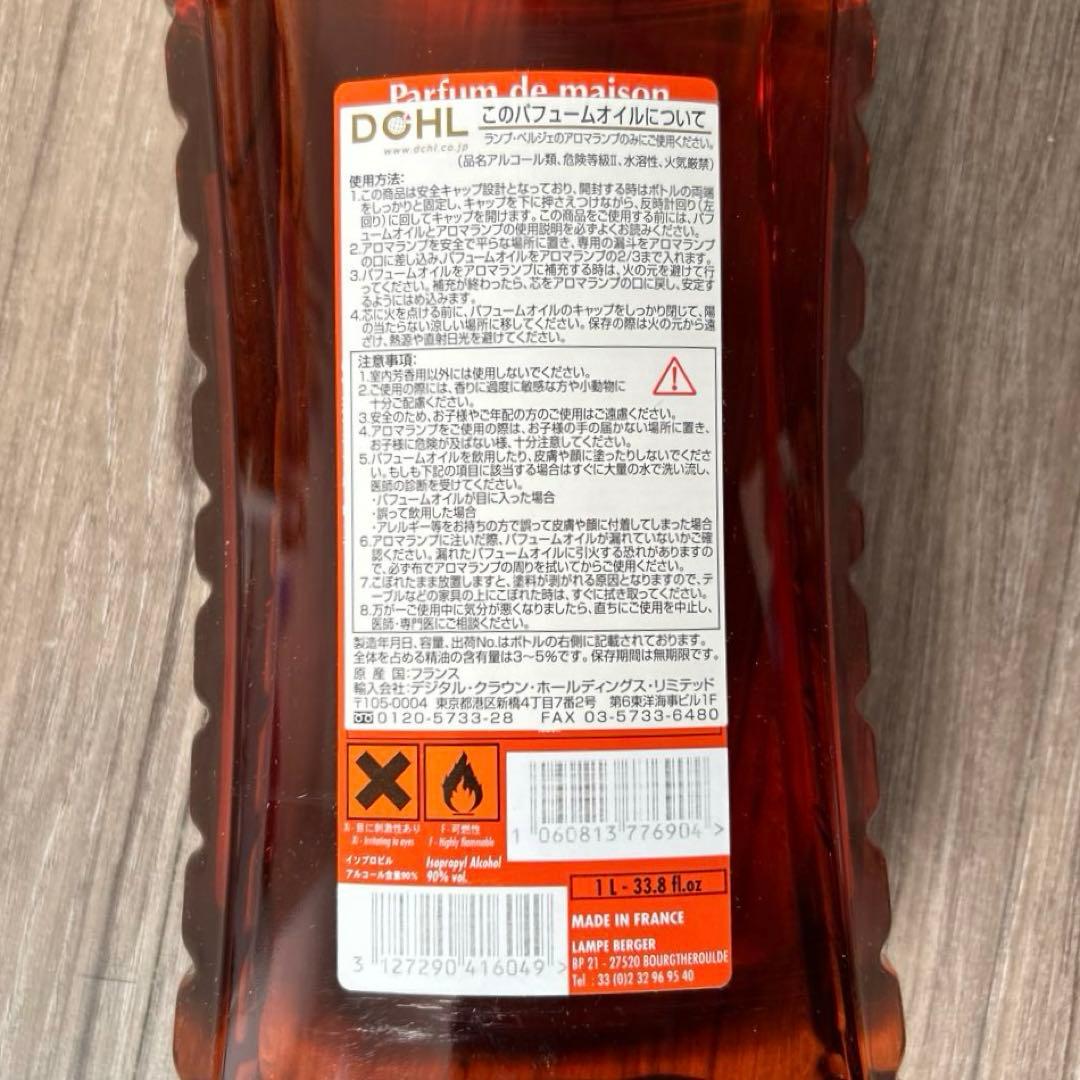 Parfum de maison
DCHL
www.dchl.co.jp
このパフュームオイルについて
ランプ・ベルジェのアロマランプのみにご使用ください。
(品名アルコール類、危険等級Ⅱ、水溶性、火気厳禁)
使用方法:
1.この商品は安全キャップ設計となっており、開封する時はボトルの両端
をしっかりと固定し、キャップを下に押さえつけながら、反時計回り(左
回り)に回してキャップを開けます。この商品をご使用する前には、パフ
ュームオイルとアロマランプの使用説明を必ずよくお読みください。
2.アロマランプを安全で平らな場所に置き、専用の漏斗をアロマランプ
の口に差し込み、パフュームオイルをアロマランプの2/3まで入れます。
3.パフュームオイルをアロマランプに補充する時は、火の元を避けて行
ってください。補充が終わったら、芯をアロマランプの口に戻し、安定す
るようにはめ込みます。
4.芯に火を点ける前に、パフュームオイルのキャップをしっかり閉じて、陽
の当たらない涼しい場所に移してください。保存の際は火の元から遠
ざけ、熱源や直射日光を避けてください。
注意事項:
1.室内芳香用以外には使用しないでください。
2.ご使用の際には、香りに過度に敏感な方や小動物に
十分ご配慮ください。
3.安全のため、お子様やご年配の方のご使用はご遠慮ください。
4.アロマランプをご使用の際は、お子様の手の届かない場所に置き、
お子様に危険が及ばない様、十分注意してください。
5.パフュームオイルを飲用したり、皮膚や顔に塗ったりしないでくださ
い。もしも下記の項目に該当する場合はすぐに大量の水で洗い流し、
医師の診断を受けてください。
・パフュームオイルが目に入った場合
・誤って飲用した場合
・アレルギー等をお持ちの方で誤って皮膚や顔に付着してしまった場合
6.アロマランプに注いだ際、パフュームオイルが漏れていないかご確
認ください。漏れたパフュームオイルに引火する恐れがありますの
で、必ず布でアロマランプの周りを拭いてからご使用ください。
7.こぼれたまま放置しますと、塗料が剥がれる原因となりますので、テ
ーブルなどの家具の上にこぼれた時は、すぐに拭き取ってください。
8.万が一ご使用中に気分が悪くなりましたら、直ちにご使用を中止し、
医師・専門医にご相談ください。
製造年月日、容量、出荷No.はボトルの右側に記載されております。
全体を占める精油の含有量は3〜5%です。保存期間は無期限です。
原 産 国:フランス
輸入会社:デジタル・クラウン・ホールディングス・リミテッド
〒105-0004 東京都港区新橋4丁目7番2号 第6東洋海事ビル1F
0120-5733-28 FAX 03-5733-6480
Xi - 目に刺激性あり
Xi - Irritating to eyes
F - 可燃性
F - Highly flammable
イソプロピル
アルコール含量90%
Isopropyl Alcohol
90% vol.
1 060813 776904 >
1 L - 33.8 fl.oz
3 127290 416049 >
MADE IN FRANCE
LAMPE BERGER
BP 21 - 27520 BOURGTHEROULDE
Tel : 33 (0)2 32 96 95 40